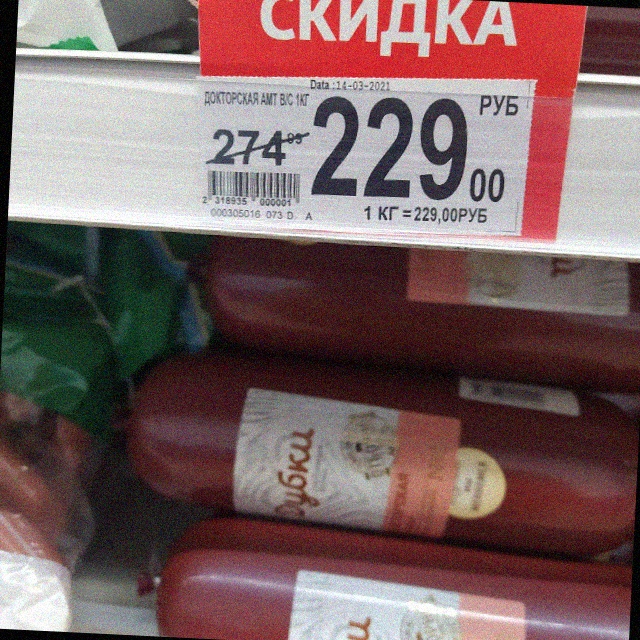 СКИДКА
Data :14-03-2021
ДОКТОРСКАЯ АМТ В/С 1КГ
274
229 00 РУБ
2 318935 000001
1 КГ =229,00РУБ
000305016 073 D A
Дубки